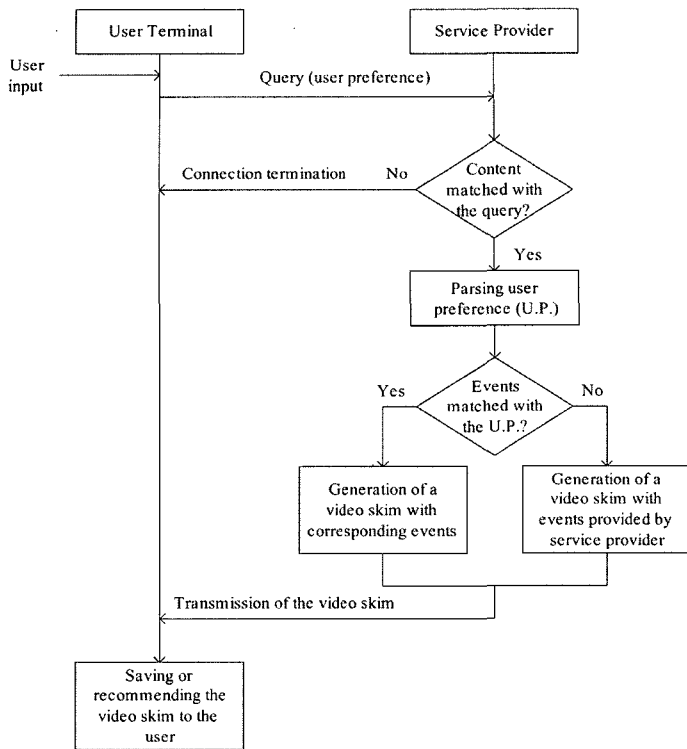 User Terminal
Service Provider
User
input
Query (user preference)
Connection termination
No
Content
matched with
the query?
Yes
Parsing user
preference (U.P.)
Yes
Events
matched with
the U.P.?
No
Generation of a
video skim with
corresponding events
Generation of a
video skim with
events provided by
service provider
Transmission of the video skim
Saving or
recommending the
video skim to the
user